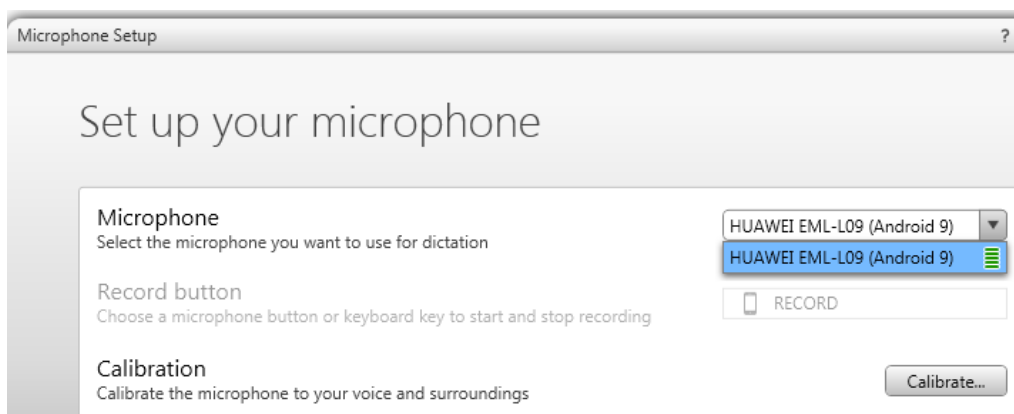 Microphone Setup ?
Set up your microphone
Microphone
Select the microphone you want to use for dictation
HUAWEI EML-L09 (Android 9)
HUAWEI EML-L09 (Android 9)
Record button
Choose a microphone button or keyboard key to start and stop recording
RECORD
Calibration
Calibrate the microphone to your voice and surroundings
Calibrate...